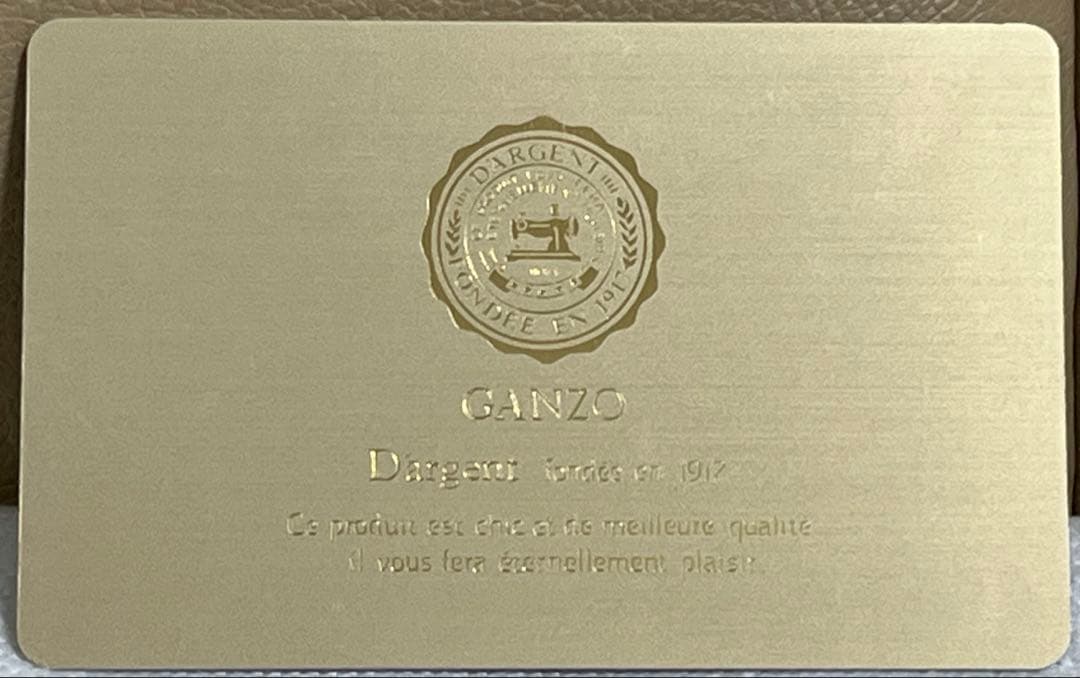 D'ARGENT
FONDÉE EN 1917
GANZO
D'argent fondée en 1917
Ce produit est chic et de meilleure qualité
il vous fera éternellement plaisir.